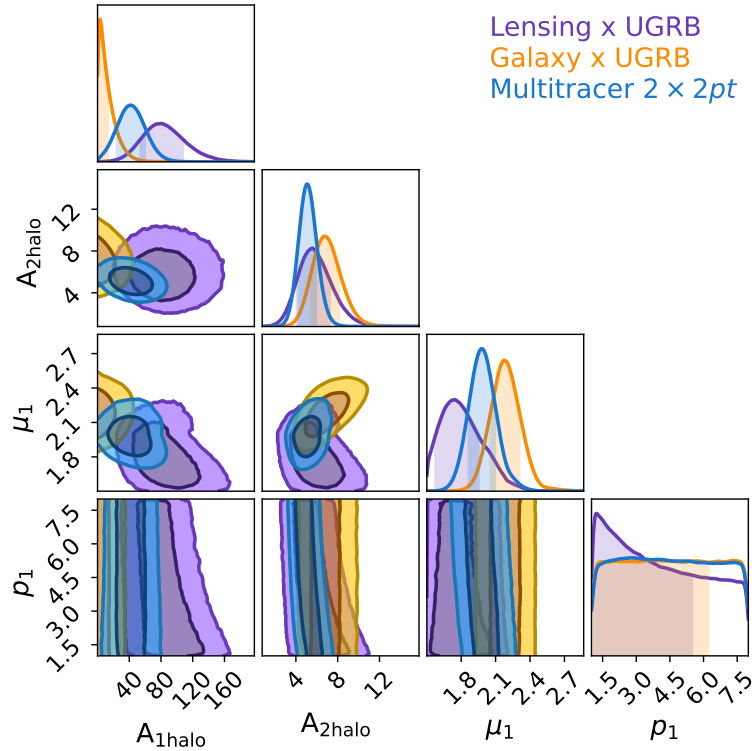 Lensing x UGRB
Galaxy x UGRB
Multitracer 2 × 2pt
A2halo
12
8
4
μ1
2.7
2.4
2.1
1.8
p1
7.5
6.0
4.5
3.0
1.5
40 80 120 160
4 8 12
1.8 2.1 2.4 2.7
1.5 3.0 4.5 6.0 7.5
A1halo A2halo μ1 p1